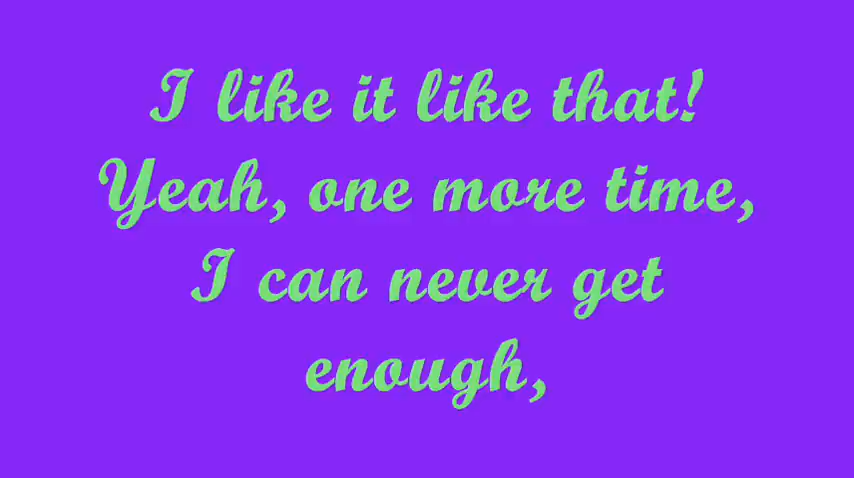 I like it like that!
Yeah, one more time,
I can never get
enough,